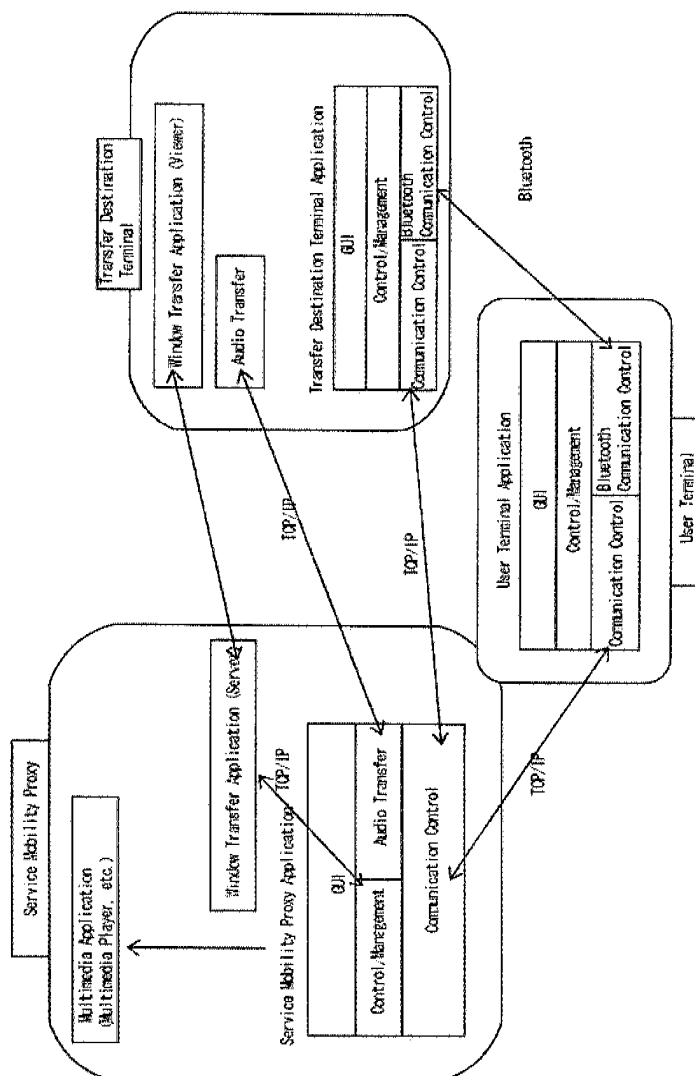 Service Mobility Proxy
Multimedia Application
(Multimedia Player, etc.)
Window Transfer Application (Server)
TCP/IP
Service Mobility Proxy Application
GUI
Control/Management
Audio Transfer
Communication Control
Transfer Destination
Terminal
Window Transfer Application (Viewer)
Audio Transfer
TCP/IP
TCP/IP
Transfer Destination Terminal Application
GUI
Control/Management
Communication Control
Bluetooth
Communication Control
Bluetooth
TCP/IP
User Terminal Application
GUI
Control/Management
Communication Control
Bluetooth
Communication Control
User Terminal